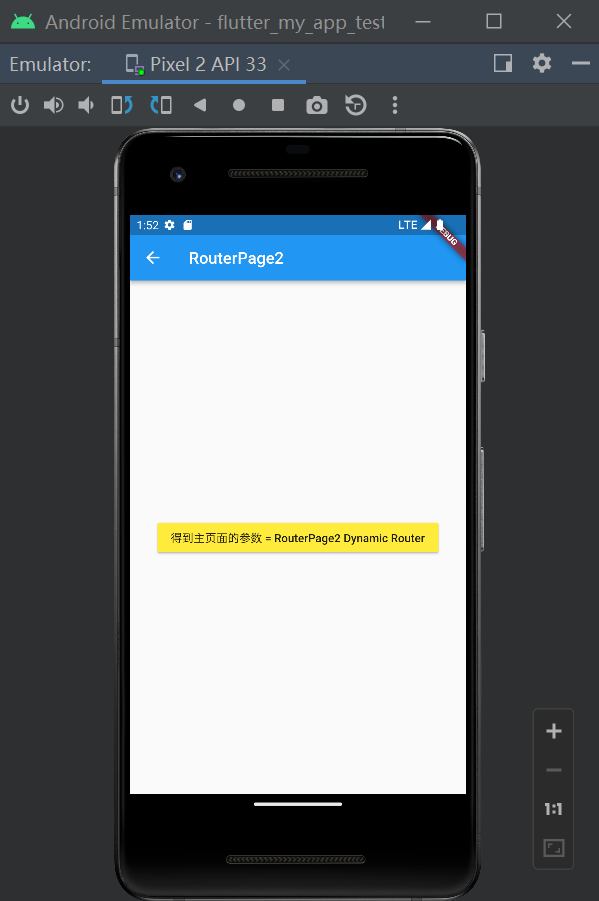 Android Emulator - flutter_my_app_test
Emulator:
Pixel 2 API 33
1:52
LTE
DEBUG
RouterPage2
得到主页面的参数 = RouterPage2 Dynamic Router
1:1